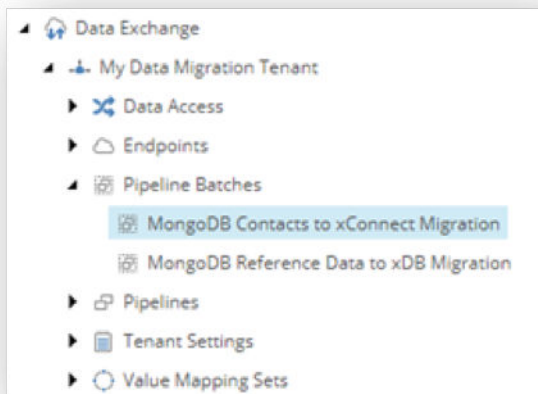 Data Exchange
My Data Migration Tenant
Data Access
Endpoints
Pipeline Batches
MongoDB Contacts to xConnect Migration
MongoDB Reference Data to xDB Migration
Pipelines
Tenant Settings
Value Mapping Sets